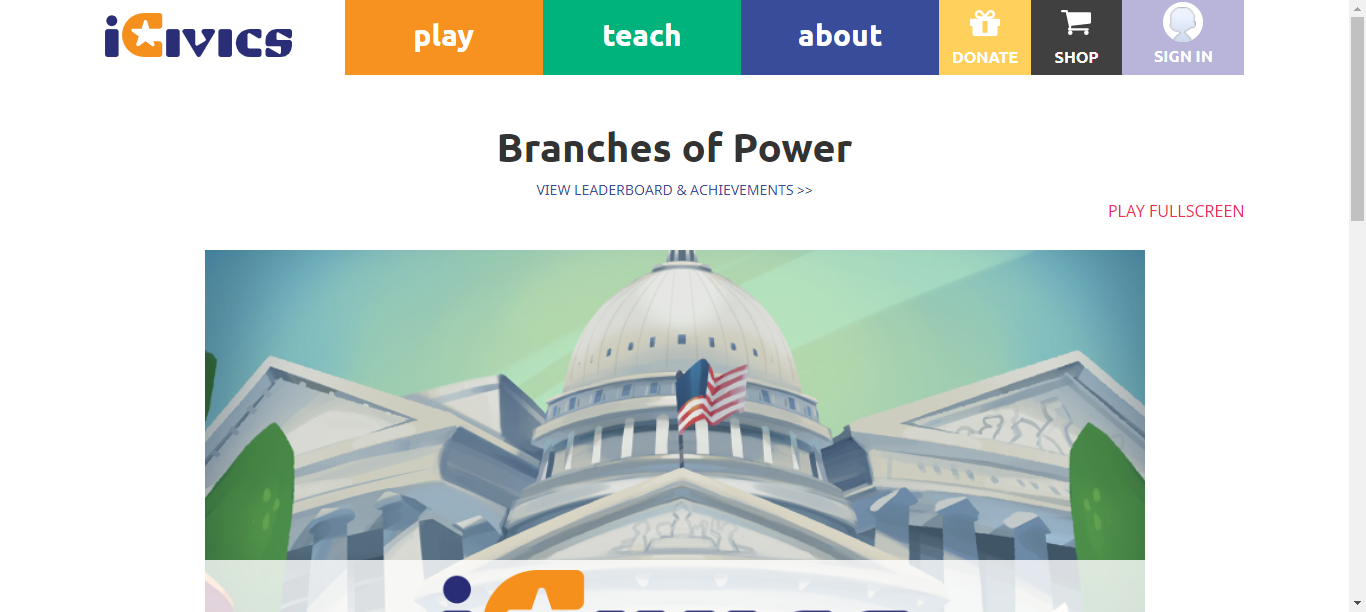 iCivics
play
teach
about
DONATE
SHOP
SIGN IN
Branches of Power
VIEW LEADERBOARD & ACHIEVEMENTS >>
PLAY FULLSCREEN